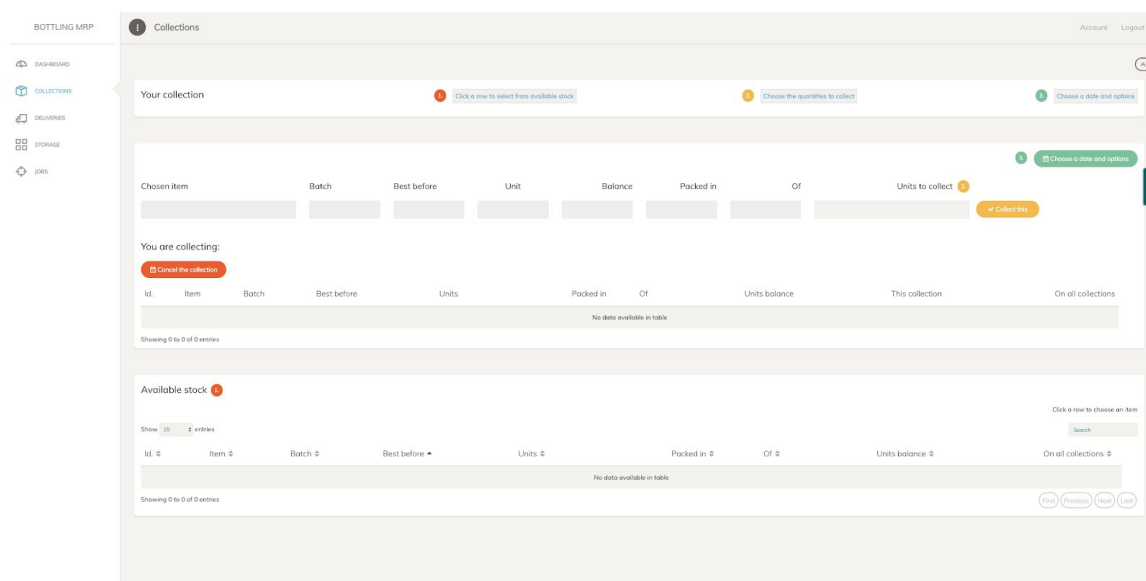 BOTTLING MRP
Collections
Account Logout
DASHBOARD
COLLECTIONS
DELIVERIES
STORAGE
JOBS
Your collection
1. Click a row to select from available stock
2. Choose the quantities to collect
3. Choose a date and options
3. Choose a date and options
Chosen item Batch Best before Unit Balance Packed in Of Units to collect 2.
Collect this
You are collecting:
Cancel the collection
Id. Item Batch Best before Units Packed in Of Units balance This collection On all collections
No data available in table
Showing 0 to 0 of 0 entries
Available stock 1.
Click a row to choose an item
Show 25 entries
Search
Id. Item Batch Best before Units Packed in Of Units balance On all collections
No data available in table
Showing 0 to 0 of 0 entries
First Previous Next Last